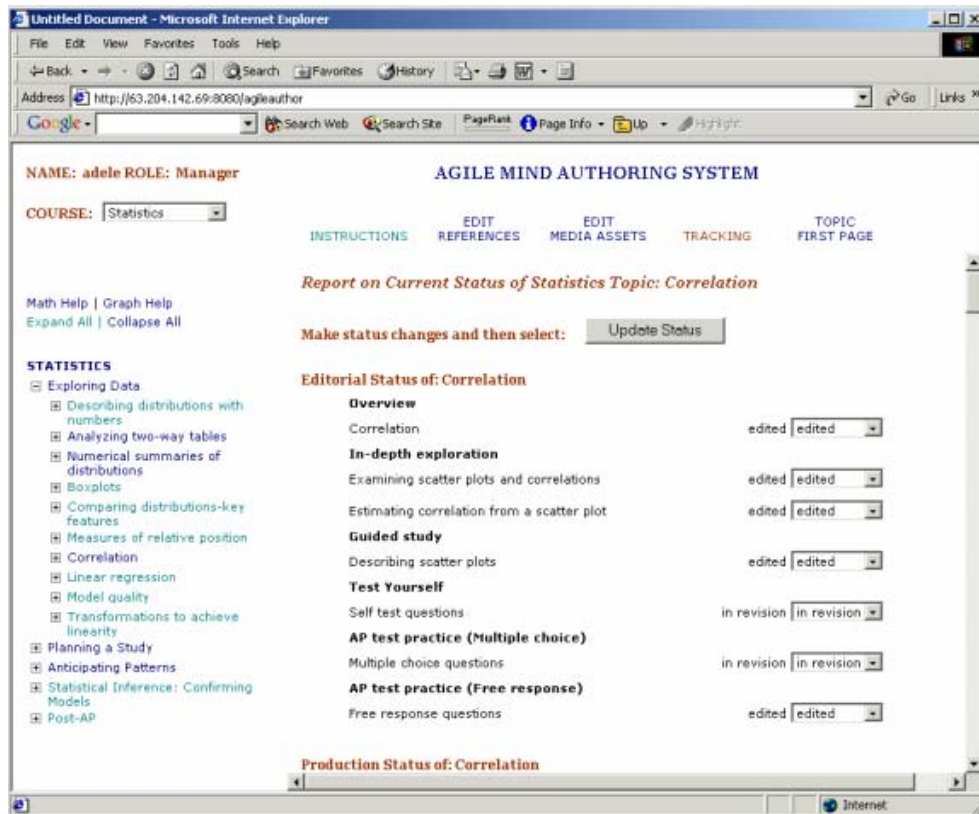 Untitled Document - Microsoft Internet Explorer
File Edit View Favorites Tools Help
Back Search Favorites History
Address http://63.204.142.69:8080/agileauthor Go Links »
Google Search Web Search Site PageRank Page Info Up Highlight
NAME: adele ROLE: Manager
AGILE MIND AUTHORING SYSTEM
COURSE: Statistics
INSTRUCTIONS
EDIT
REFERENCES
EDIT
MEDIA ASSETS
TRACKING
TOPIC
FIRST PAGE
Math Help | Graph Help
Expand All | Collapse All
STATISTICS
Exploring Data
Describing distributions with
numbers
Analyzing two-way tables
Numerical summaries of
distributions
Boxplots
Comparing distributions-key
features
Measures of relative position
Correlation
Linear regression
Model quality
Transformations to achieve
linearity
Planning a Study
Anticipating Patterns
Statistical Inference: Confirming
Models
Post-AP
Report on Current Status of Statistics Topic: Correlation
Make status changes and then select: Update Status
Editorial Status of: Correlation
Overview
Correlation edited edited
In-depth exploration
Examining scatter plots and correlations edited edited
Estimating correlation from a scatter plot edited edited
Guided study
Describing scatter plots edited edited
Test Yourself
Self test questions in revision in revision
AP test practice (Multiple choice)
Multiple choice questions in revision in revision
AP test practice (Free response)
Free response questions edited edited
Production Status of: Correlation
Internet